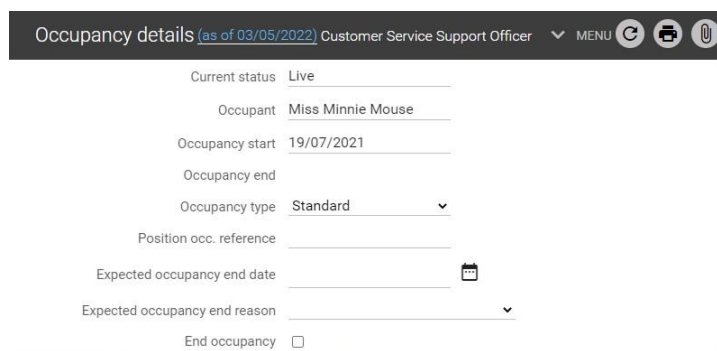 Occupancy details (as of 03/05/2022) Customer Service Support Officer MENU
Current status Live
Occupant Miss Minnie Mouse
Occupancy start 19/07/2021
Occupancy end
Occupancy type Standard
Position occ. reference
Expected occupancy end date
Expected occupancy end reason
End occupancy